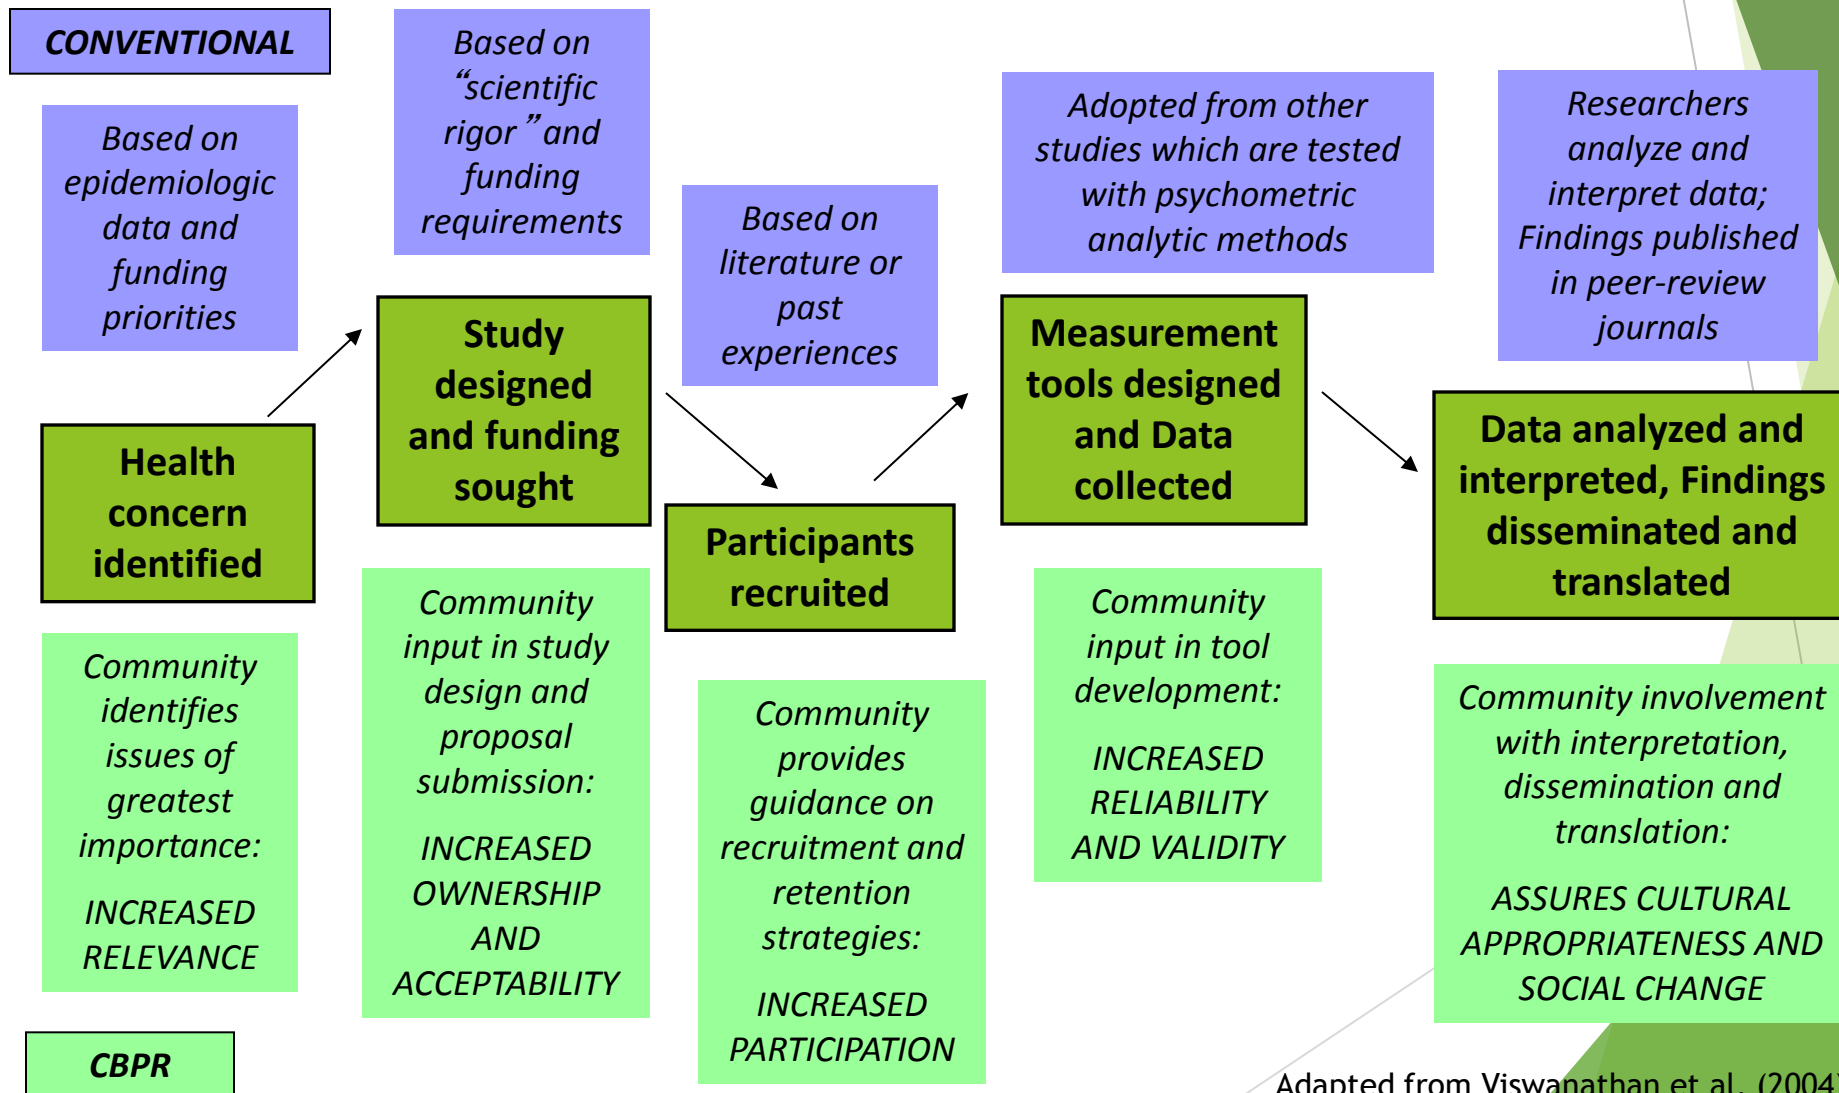 CONVENTIONAL
Based on
epidemiologic
data and
funding
priorities
Based on
“scientific
rigor” and
funding
requirements
Based on
literature or
past
experiences
Adopted from other
studies which are tested
with psychometric
analytic methods
Researchers
analyze and
interpret data;
Findings published
in peer-review
journals
Health
concern
identified
Study
designed
and funding
sought
Participants
recruited
Measurement
tools designed
and Data
collected
Data analyzed and
interpreted, Findings
disseminated and
translated
Community
identifies
issues of
greatest
importance:
INCREASED
RELEVANCE
Community
input in study
design and
proposal
submission:
INCREASED
OWNERSHIP
AND
ACCEPTABILITY
Community
provides
guidance on
recruitment and
retention
strategies:
INCREASED
PARTICIPATION
Community
input in tool
development:
INCREASED
RELIABILITY
AND VALIDITY
Community involvement
with interpretation,
dissemination and
translation:
ASSURES CULTURAL
APPROPRIATENESS AND
SOCIAL CHANGE
CBPR
Adapted from Viswanathan et al. (2004)